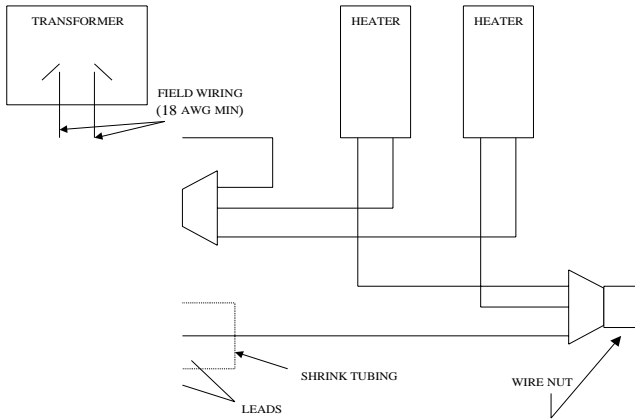 TRANSFORMER
HEATER
HEATER
FIELD WIRING
(18 AWG MIN)
SHRINK TUBING
WIRE NUT
LEADS